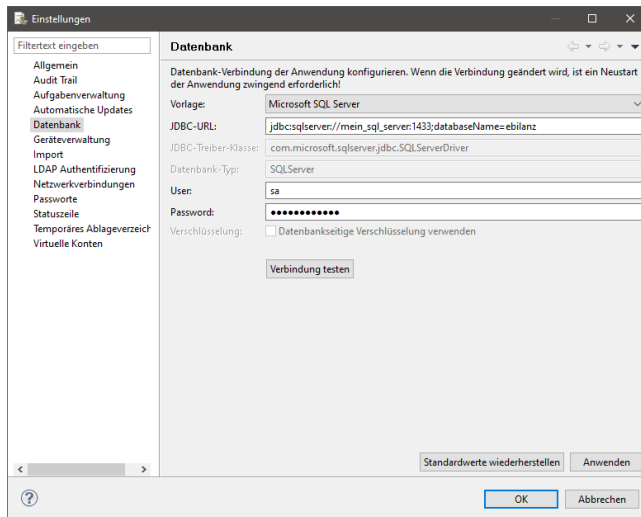 Einstellungen
Filtertext eingeben
Allgemein
Audit Trail
Aufgabenverwaltung
Automatische Updates
Datenbank
Geräteverwaltung
Import
LDAP Authentifizierung
Netzwerkverbindungen
Passworte
Statuszeile
Temporäres Ablageverzeich
Virtuelle Konten
Datenbank
Datenbank-Verbindung der Anwendung konfigurieren. Wenn die Verbindung geändert wird, ist ein Neustart
der Anwendung zwingend erforderlich!
Vorlage: Microsoft SQL Server
JDBC-URL: jdbc:sqlserver://mein_sql_server:1433;databaseName=ebilanz
JDBC-Treiber-Klasse: com.microsoft.sqlserver.jdbc.SQLServerDriver
Datenbank-Typ: SQLServer
User: sa
Password: ●●●●●●●●●●●●
Verschlüsselung: Datenbankseitige Verschlüsselung verwenden
Verbindung testen
Standardwerte wiederherstellen Anwenden
? OK Abbrechen